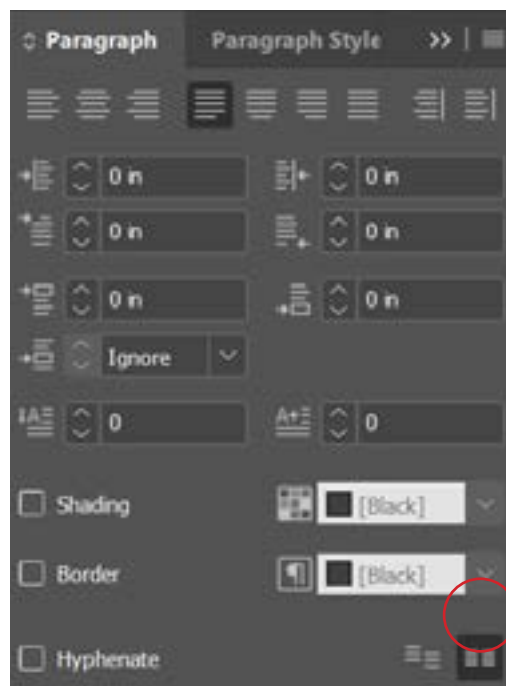 Paragraph Paragraph Style >>
0 in 0 in
0 in 0 in
0 in 0 in
Ignore
0 0
Shading [Black]
Border [Black]
Hyphenate